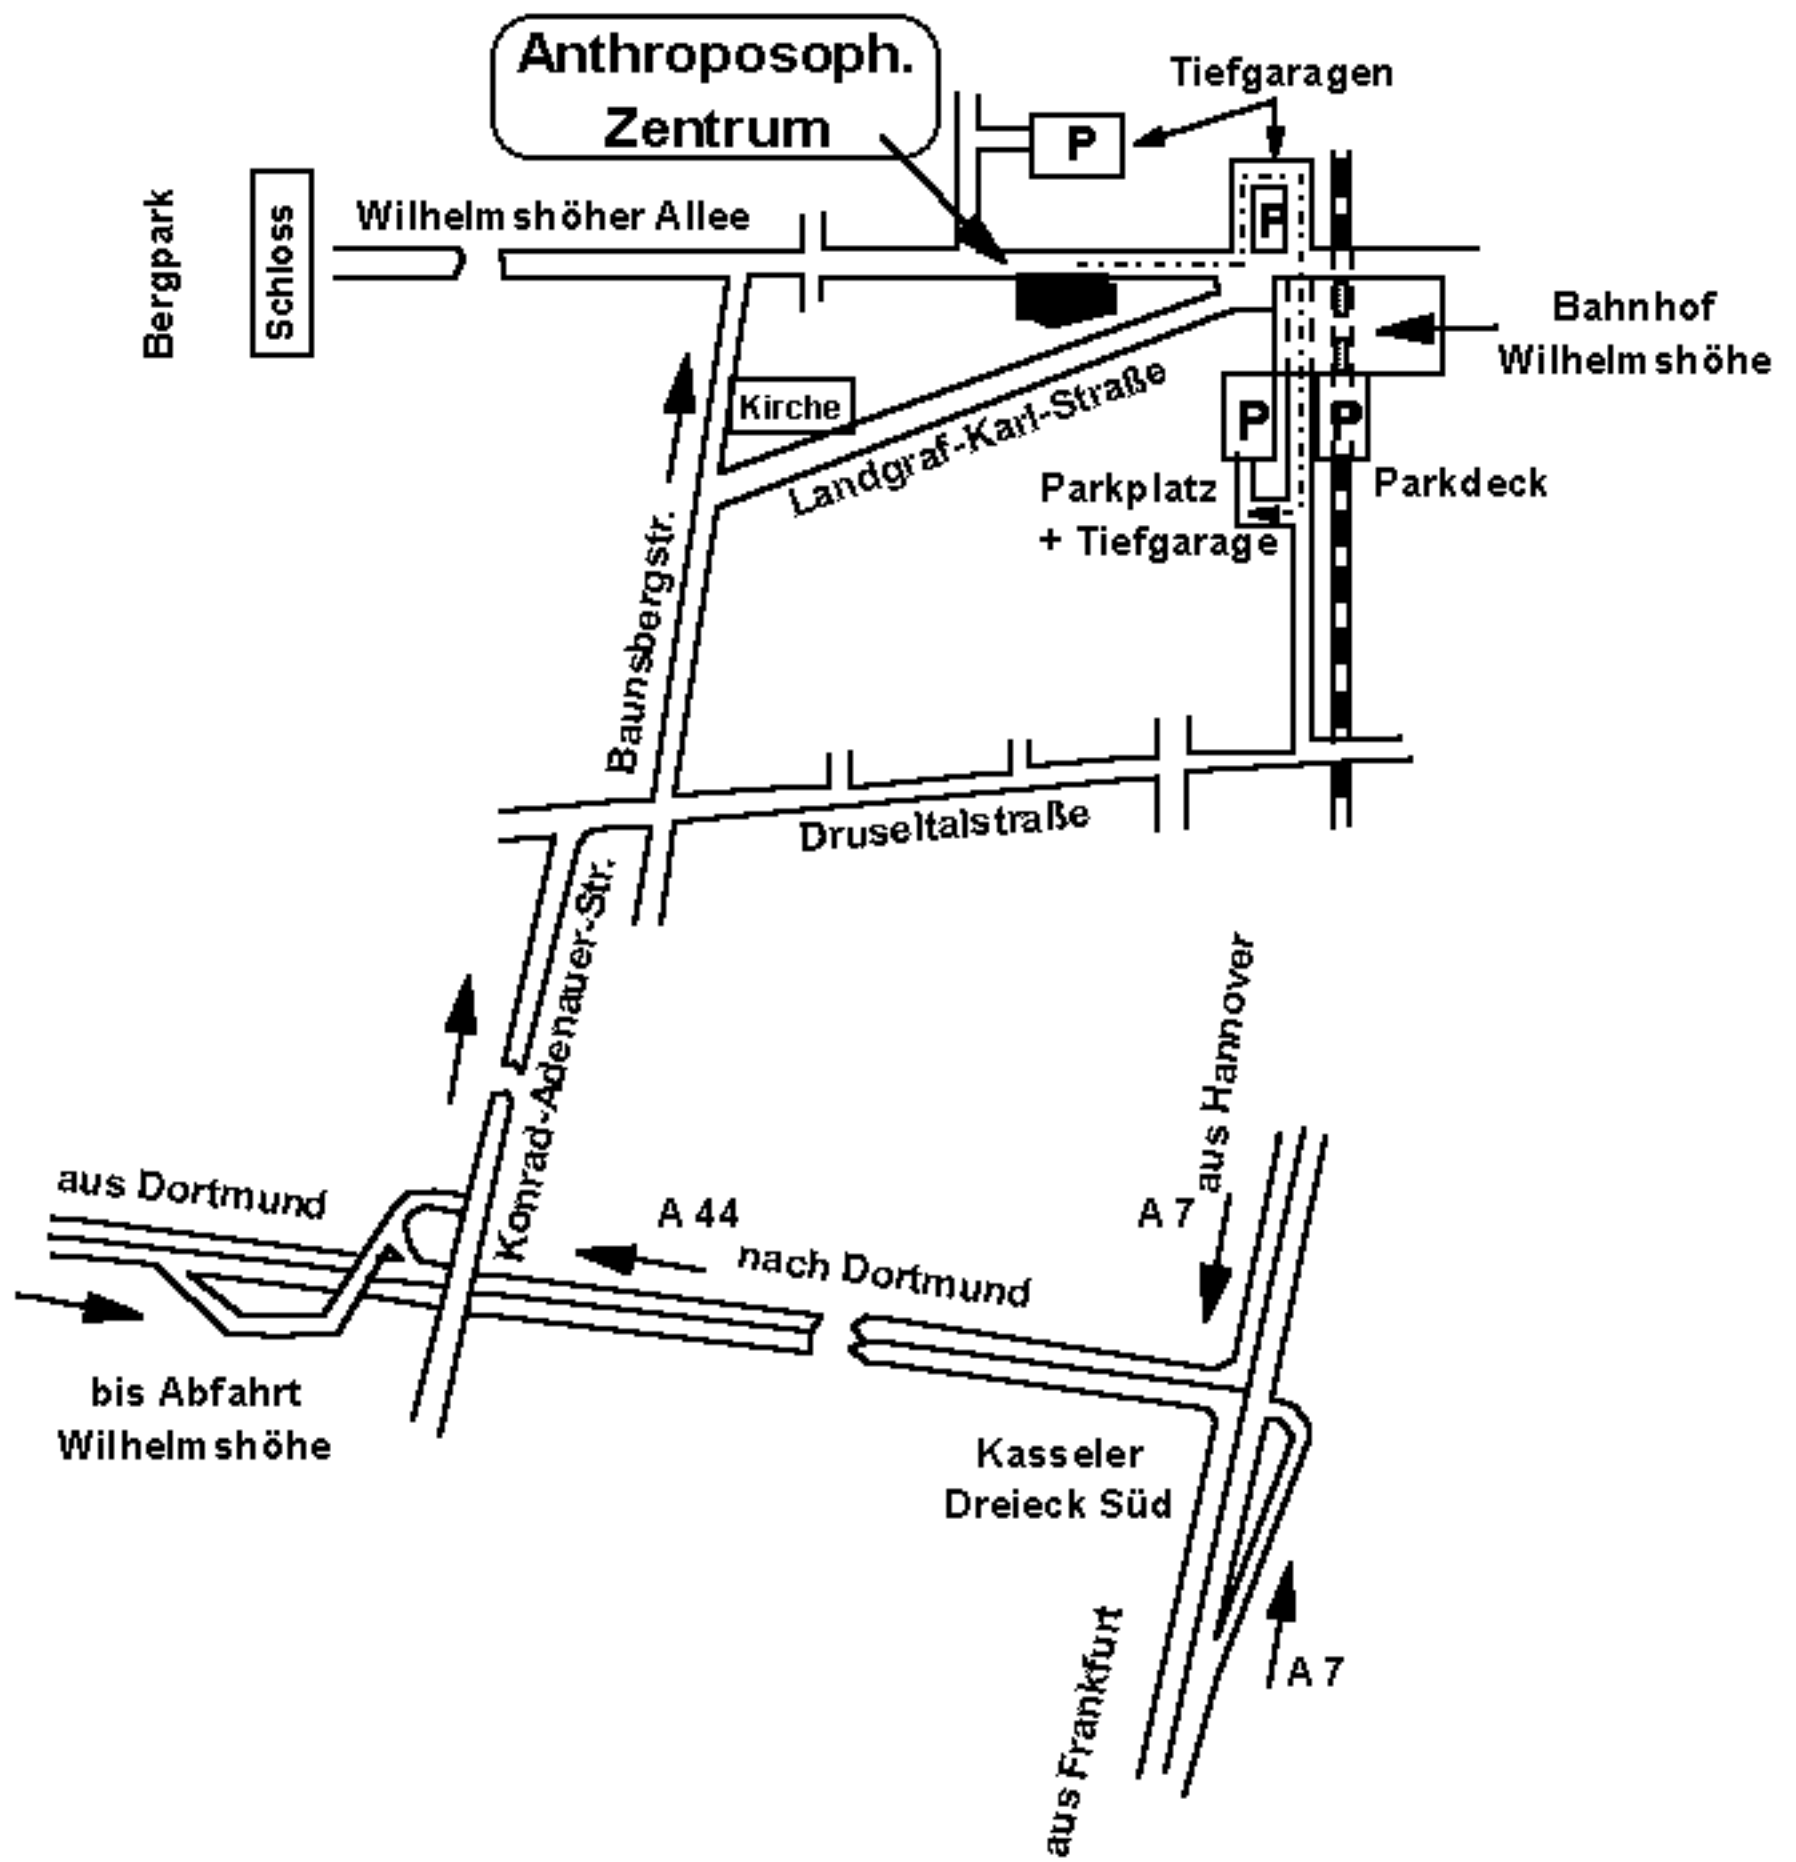 Anthroposoph.
Zentrum
Tiefgaragen
P
P
Bergpark
Schloss
Wilhelmshöher Allee
Bahnhof
Wilhelmshöhe
Kirche
Landgraf-Karl-Straße
P
P
Parkplatz
+ Tiefgarage
Parkdeck
Baunsbergstr.
Druseltalstraße
Konrad-Adenauer-Str.
aus Hannover
aus Dortmund
A 44
nach Dortmund
A 7
bis Abfahrt
Wilhelmshöhe
Kasseler
Dreieck Süd
aus Frankfurt
A 7